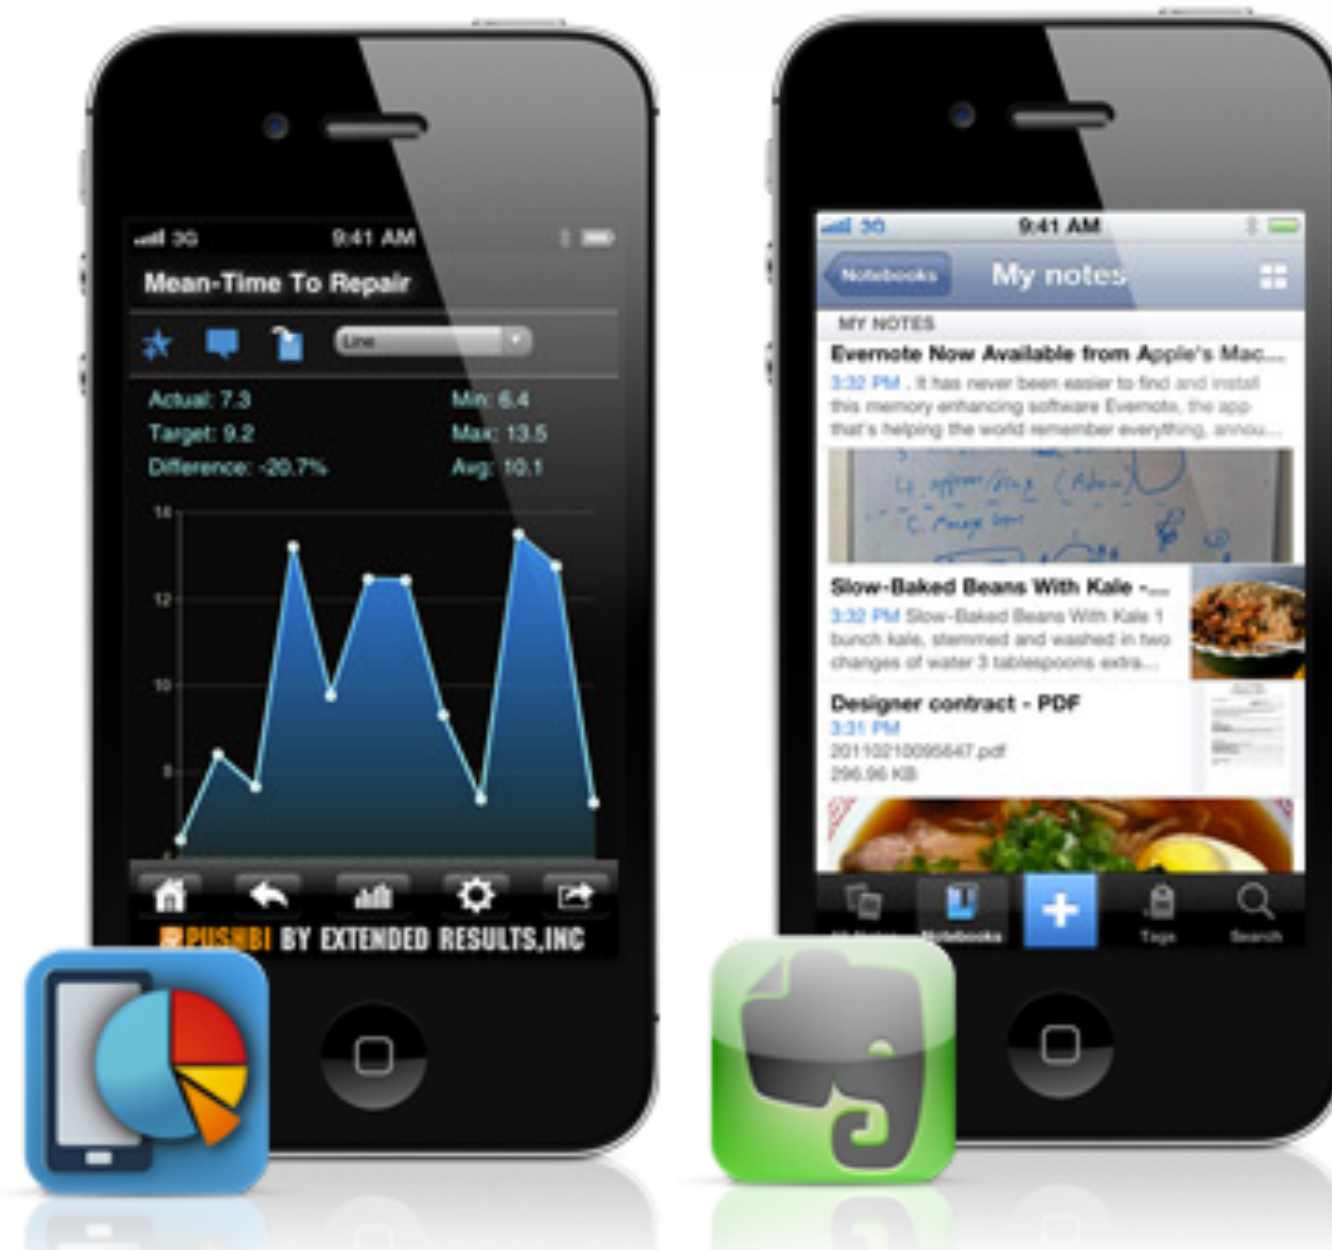 3G 9:41 AM
Mean-Time To Repair
Line
Actual: 7.3 Min: 6.4
Target: 9.2 Max: 13.5
Difference: -20.7% Avg: 10.1
12
10
8
PUSHBI BY EXTENDED RESULTS,INC
3G 9:41 AM
Notebooks My notes
MY NOTES
Evernote Now Available from Apple's Mac...
3:32 PM . It has never been easier to find and install
this memory enhancing software Evernote, the app
that's helping the world remember everything, annou...
Slow-Baked Beans With Kale -...
3:32 PM Slow-Baked Beans With Kale 1
bunch kale, stemmed and washed in two
changes of water 3 tablespoons extra...
Designer contract - PDF
3:31 PM
20110210095647.pdf
296.96 KB
Notebooks Tags Search